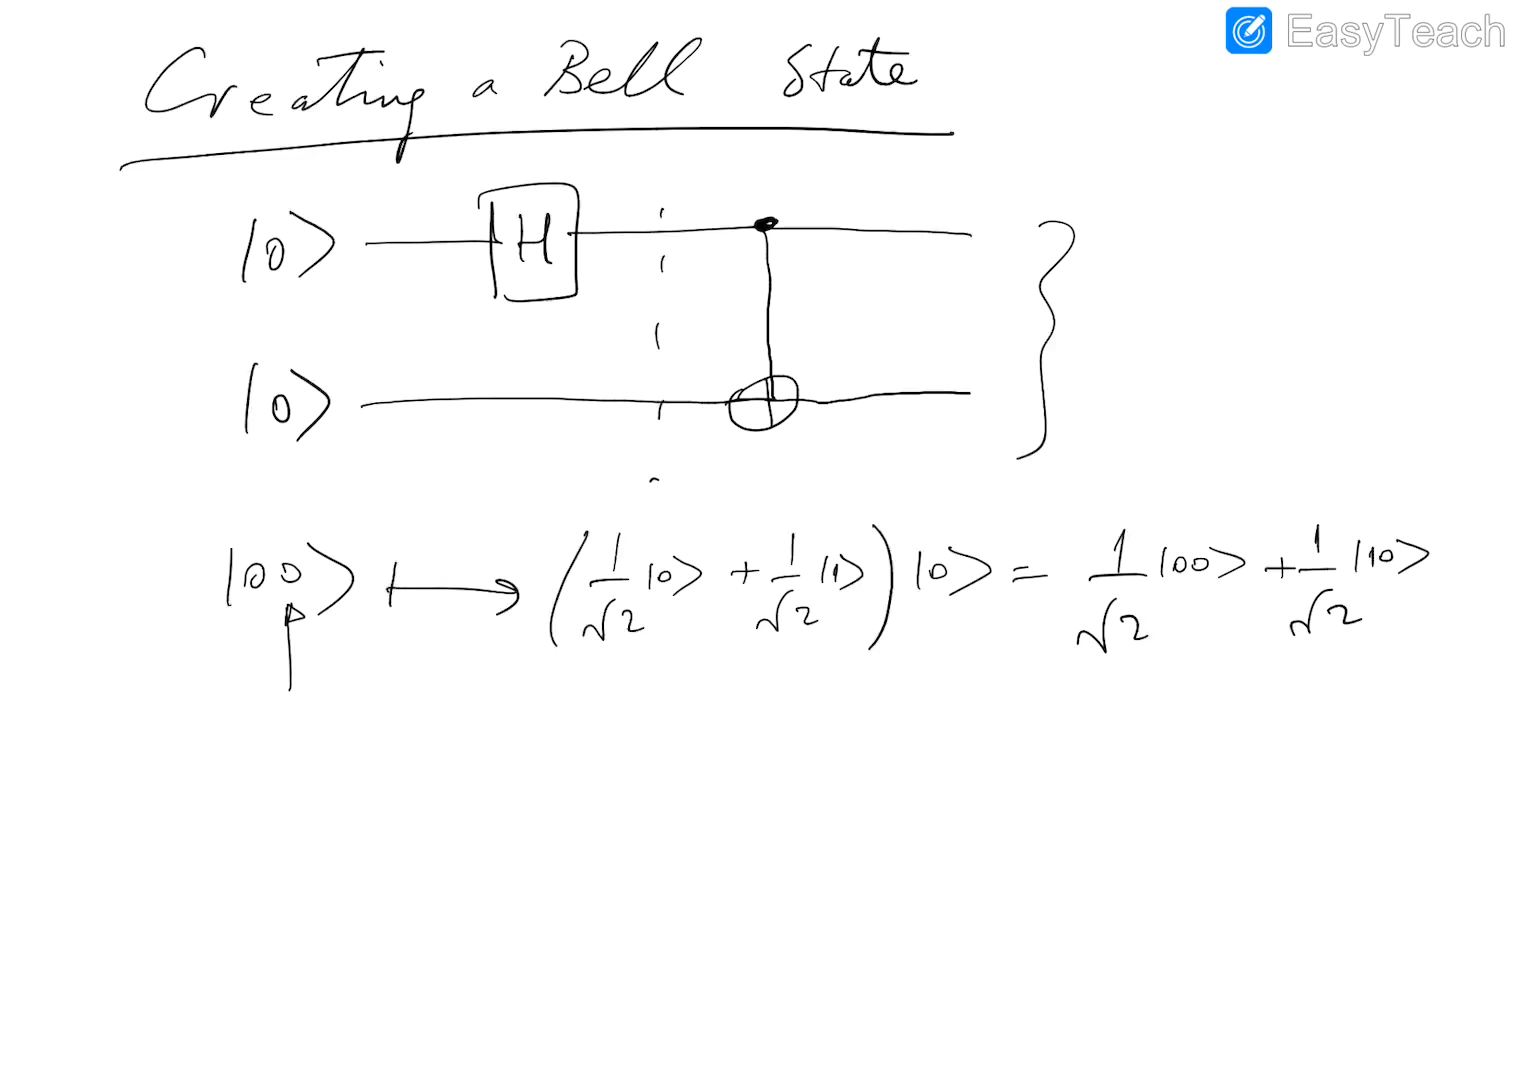 EasyTeach
Creating a Bell State
|0> H
|0>
|00> ↦ (1/√2 |0> + 1/√2 |1>) |0> = 1/√2 |00> + 1/√2 |10>